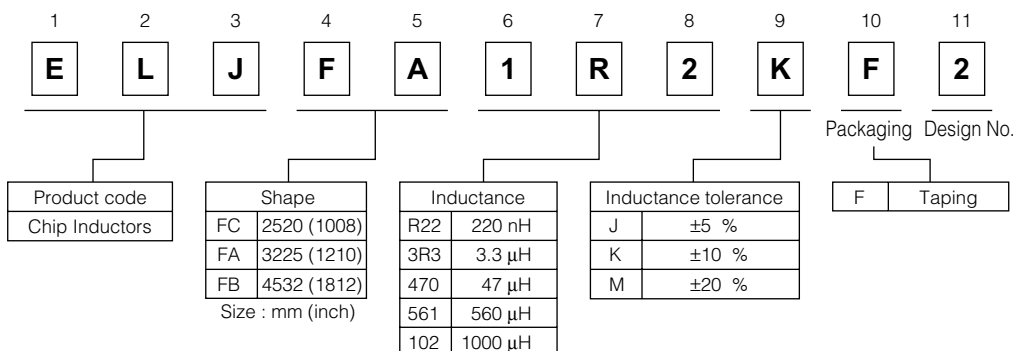 1 2 3 4 5 6 7 8 9 10 11
E L J F A 1 R 2 K F 2
Packaging Design No.
Product code
Chip Inductors
Shape
FC 2520 (1008)
FA 3225 (1210)
FB 4532 (1812)
Size : mm (inch)
Inductance
R22 220 nH
3R3 3.3 μH
470 47 μH
561 560 μH
102 1000 μH
Inductance tolerance
J ±5 %
K ±10 %
M ±20 %
F Taping